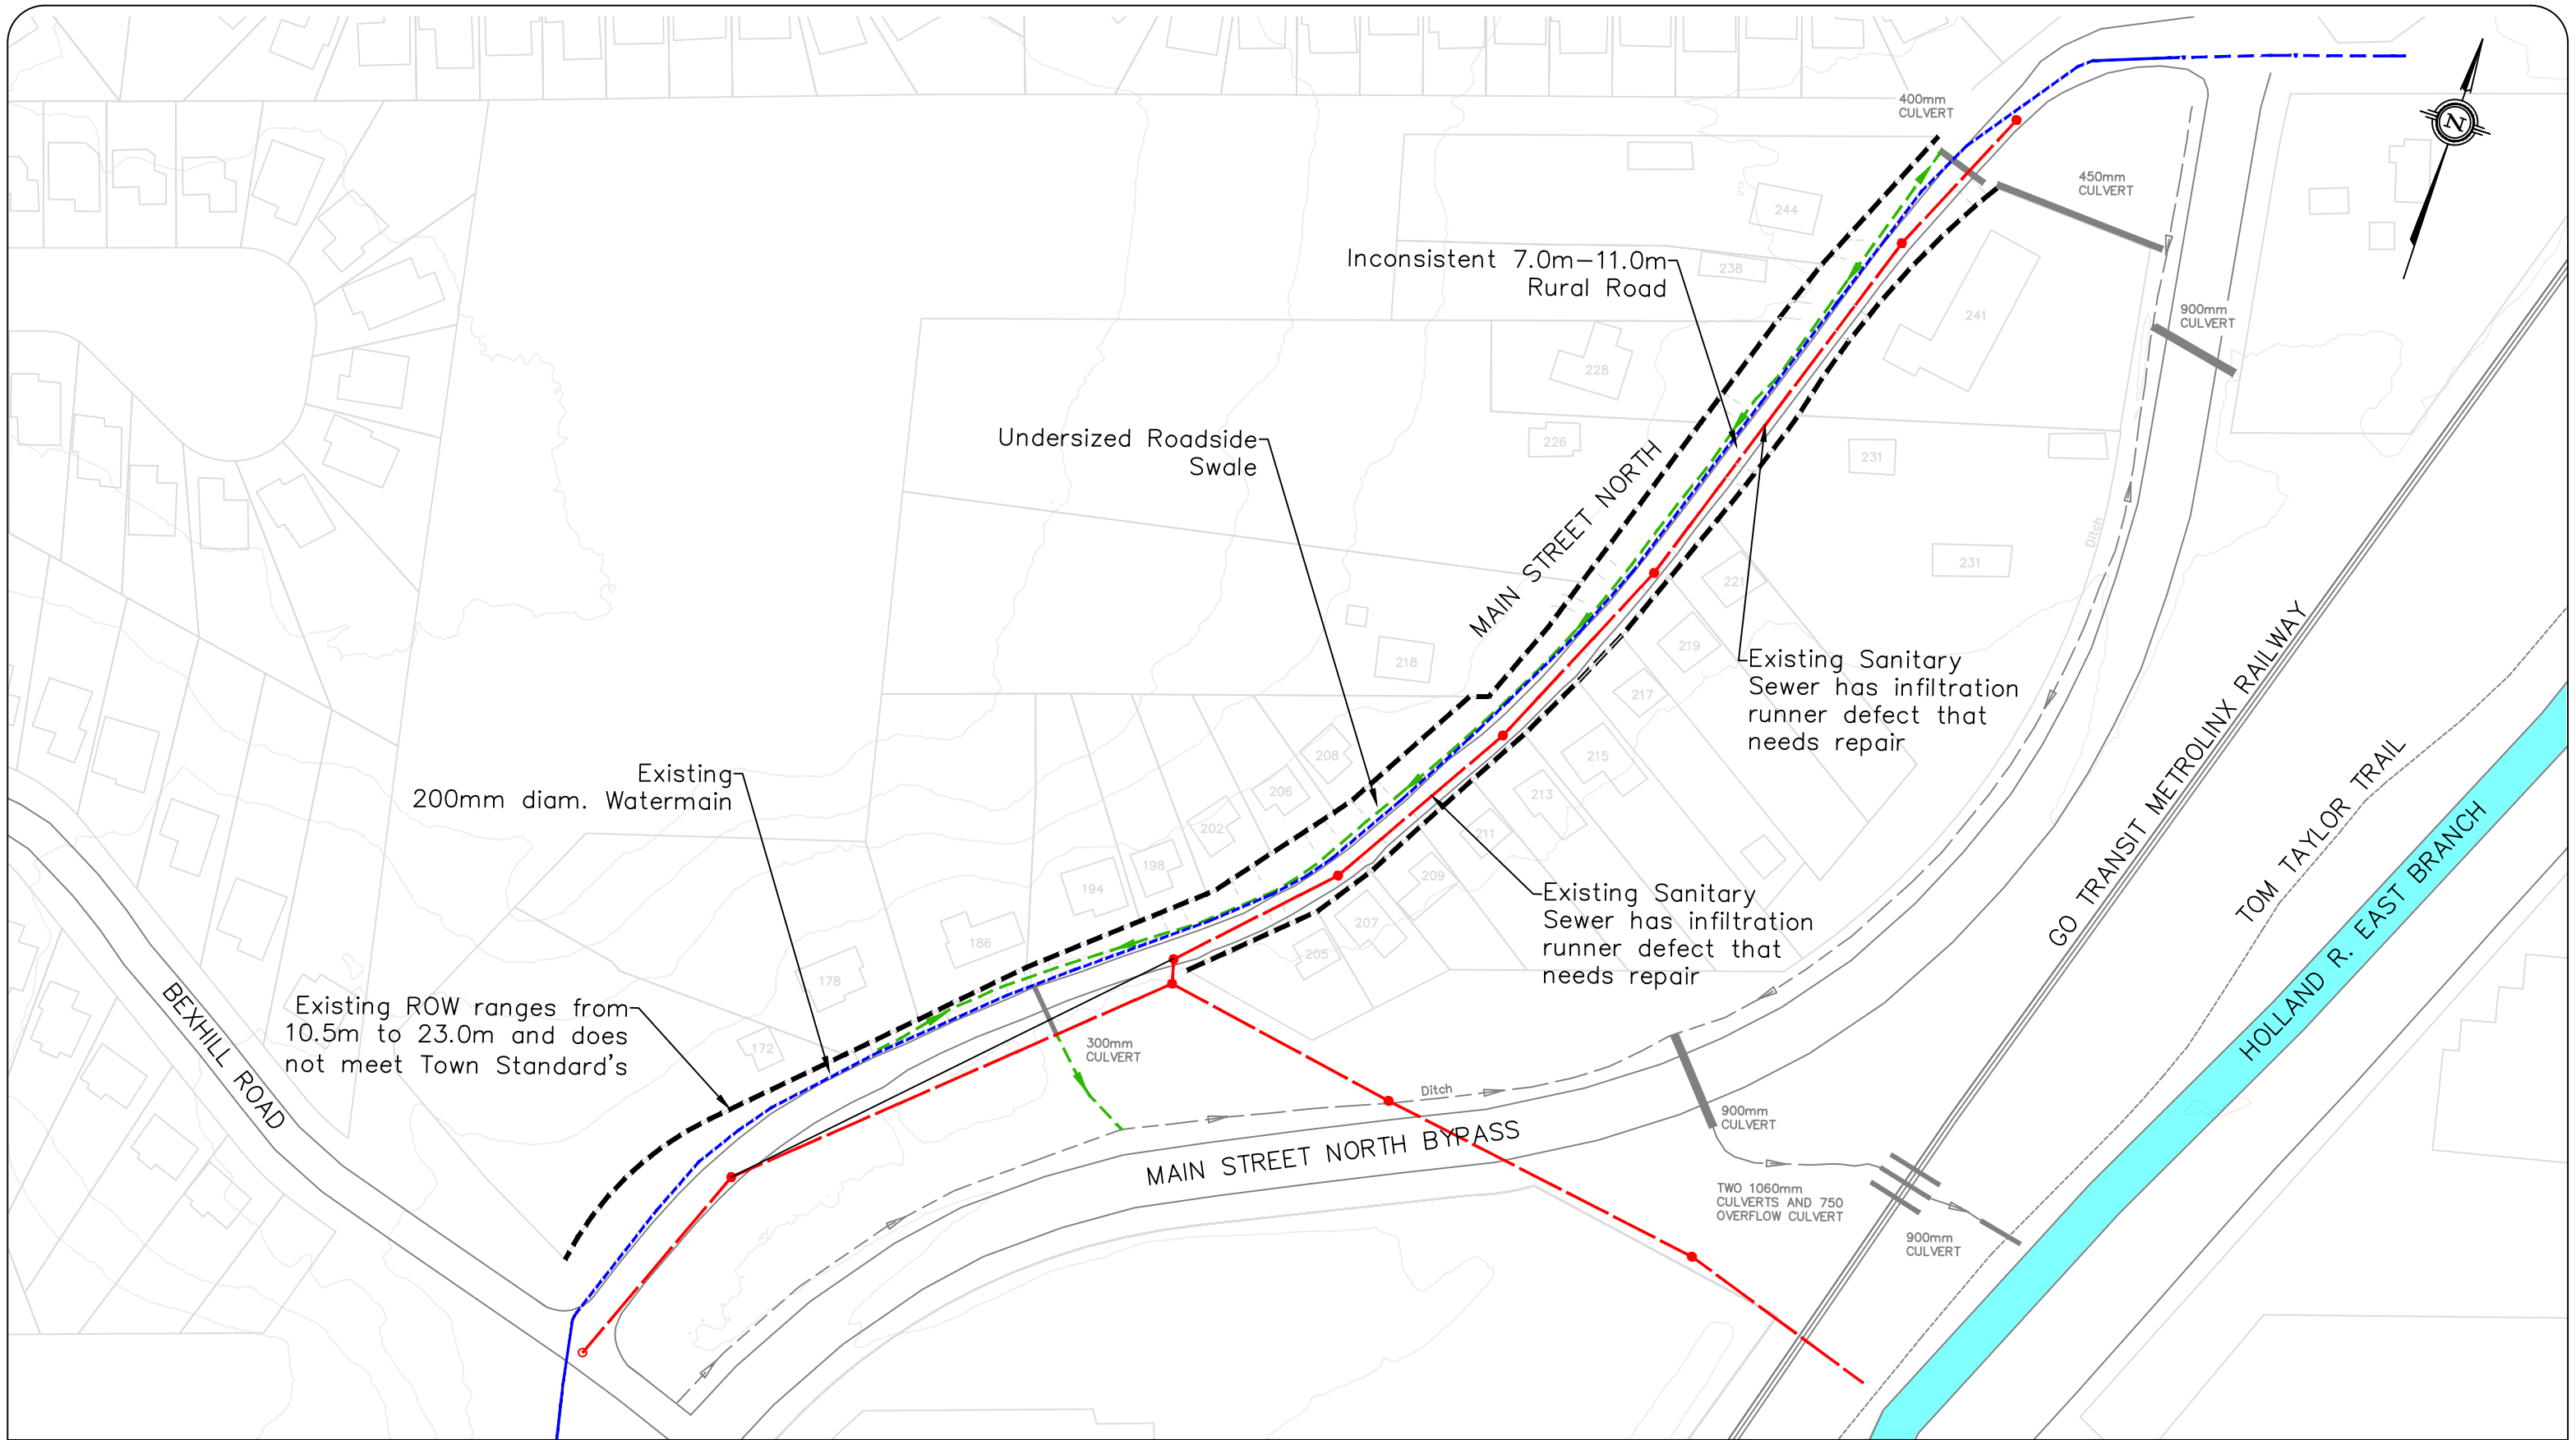 400mm
CULVERT
450mm
CULVERT
N
244
Inconsistent 7.0m-11.0m
Rural Road
238
241
900mm
CULVERT
228
Undersized Roadside
Swale
226
231
MAIN STREET NORTH
Ditch
231
221
219
218
217
Existing Sanitary
Sewer has infiltration
runner defect that
needs repair
GO TRANSIT METROLINX RAILWAY
TOM TAYLOR TRAIL
HOLLAND R. EAST BRANCH
208
215
206
213
Existing
200mm diam. Watermain
202
211
198
209
194
207
Existing Sanitary
Sewer has infiltration
runner defect that
needs repair
186
205
178
Existing ROW ranges from
10.5m to 23.0m and does
not meet Town Standard's
172
BEXHILL ROAD
300mm
CULVERT
Ditch
900mm
CULVERT
MAIN STREET NORTH BYPASS
TWO 1060mm
CULVERTS AND 750
OVERFLOW CULVERT
900mm
CULVERT